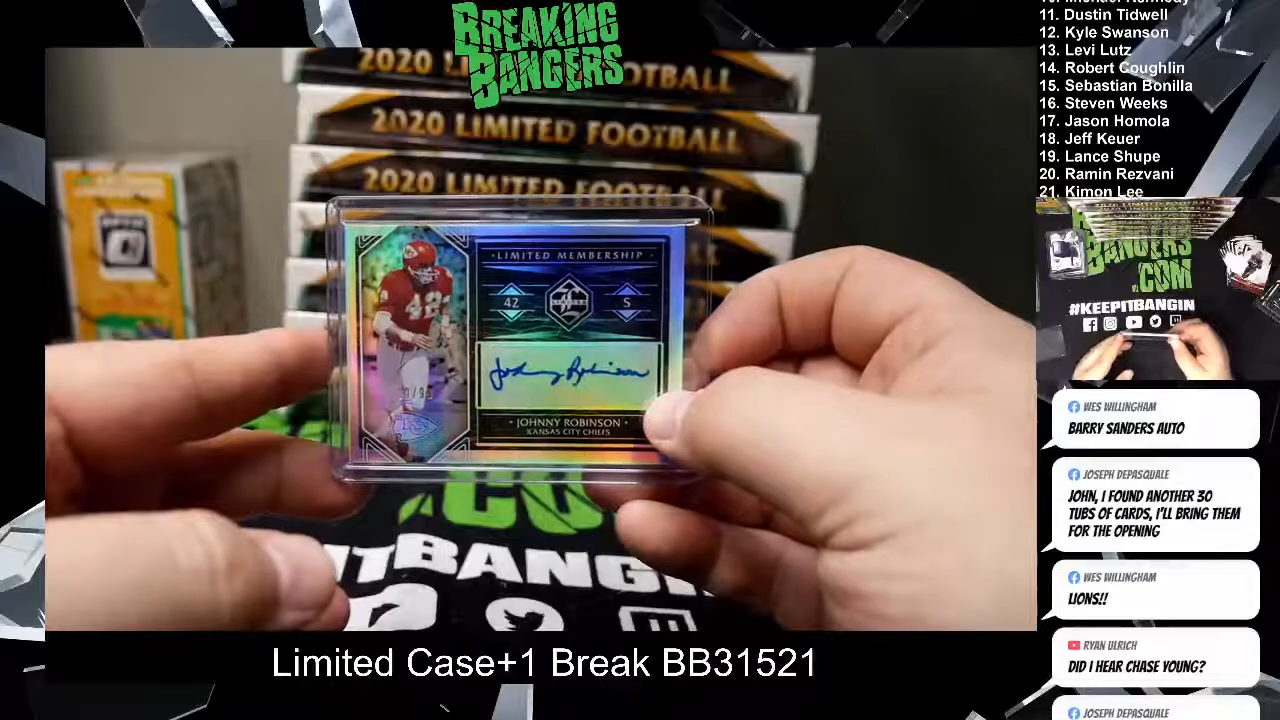 BREAKING
BANGERS
2020 LIMITED FOOTBALL
2020 LIMITED FOOTBALL
OPTIC
LIMITED MEMBERSHIP
42
S
LIMITED
42
Johnny Robinson
JOHNNY ROBINSON
KANSAS CITY CHIEFS
Limited Case+1 Break BB31521
11. Dustin Tidwell
12. Kyle Swanson
13. Levi Lutz
14. Robert Coughlin
15. Sebastian Bonilla
16. Steven Weeks
17. Jason Homola
18. Jeff Keuer
19. Lance Shupe
20. Ramin Rezvani
21. Kimon Lee
BANGERS
.COM
#KEEPITBANGIN
WES WILLINGHAM
BARRY SANDERS AUTO
JOSEPH DEPASQUALE
JOHN, I FOUND ANOTHER 30
TUBS OF CARDS, I'LL BRING THEM
FOR THE OPENING
WES WILLINGHAM
LIONS!!
RYAN ULRICH
DID I HEAR CHASE YOUNG?
JOSEPH DEPASQUALE